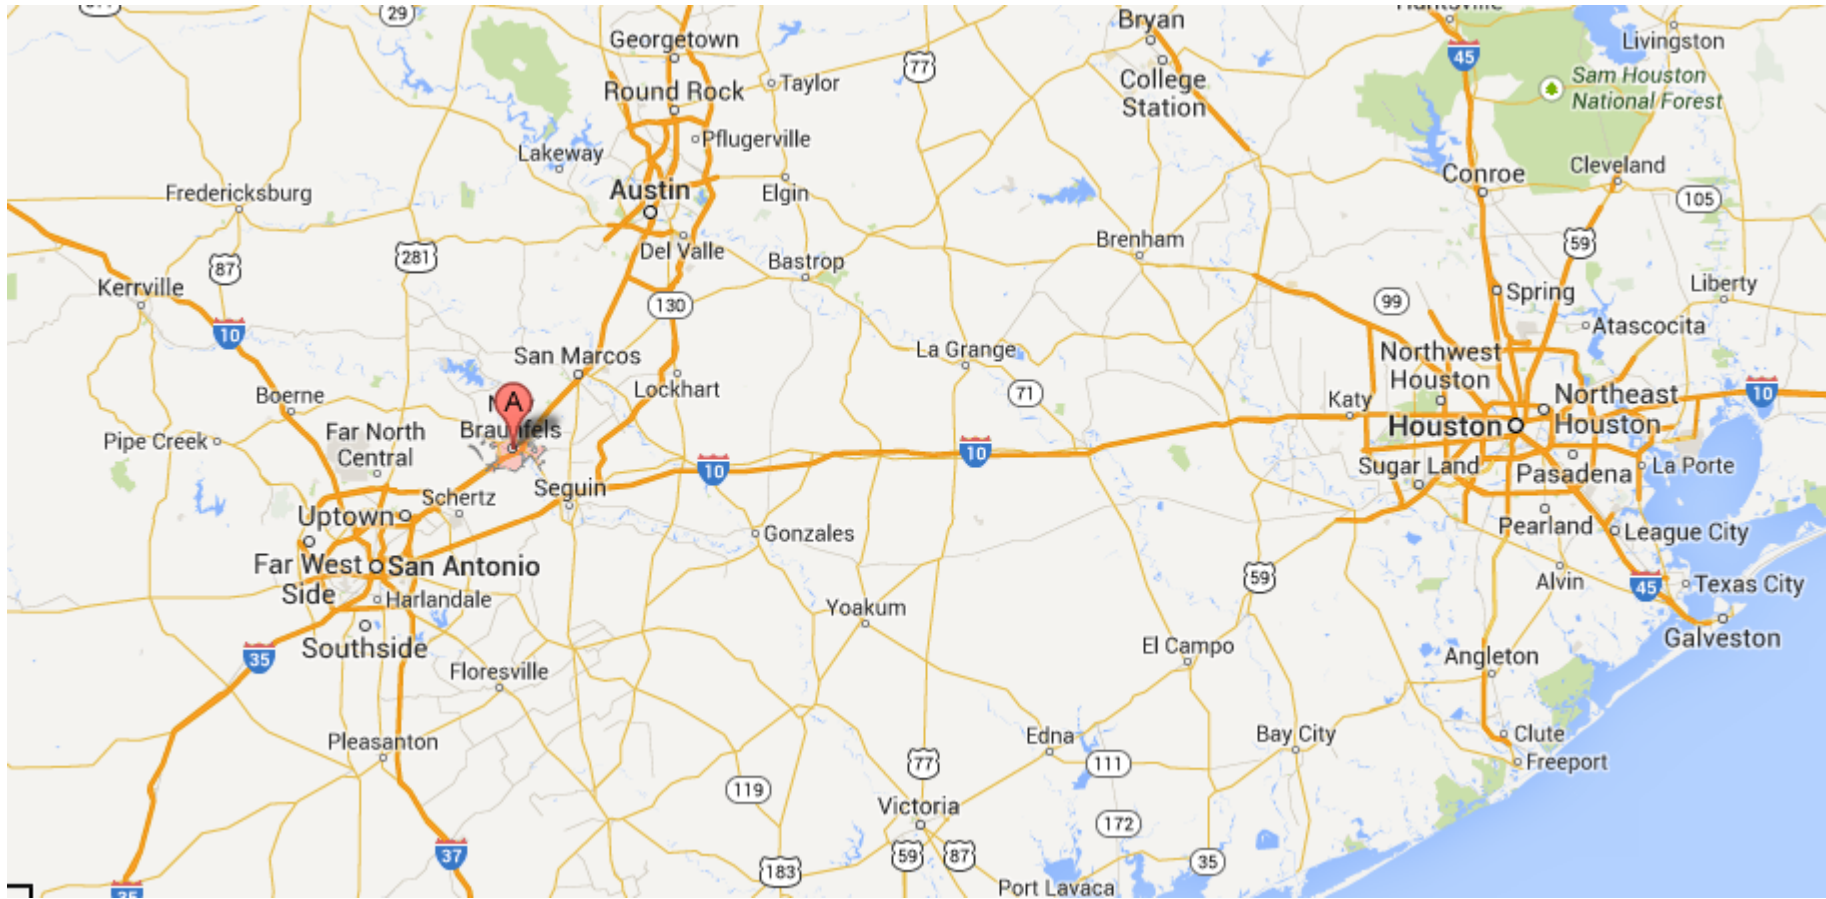 29
Georgetown
77
Bryan
45
Livingston
Round Rock
Taylor
College
Station
Sam Houston
National Forest
Pflugerville
Lakeway
Cleveland
Conroe
Fredericksburg
Austin
Elgin
105
Del Valle
Brenham
59
281
87
Bastrop
Kerrville
130
99
Spring
Liberty
10
Atascocita
San Marcos
La Grange
Northwest
Houston
Lockhart
71
Boerne
A
Katy
Northeast
Houston
10
Braunfels
Far North
Central
Pipe Creek
Houston
10
10
Sugar Land
Pasadena
La Porte
Schertz
Seguin
Uptown
Gonzales
Pearland
League City
Far West
Side
San Antonio
59
Alvin
45
Texas City
Harlandale
Yoakum
Southside
Galveston
35
Floresville
El Campo
Angleton
Pleasanton
Edna
Bay City
Clute
77
111
Freeport
119
Victoria
172
37
59
87
35
183
Port Lavaca
35